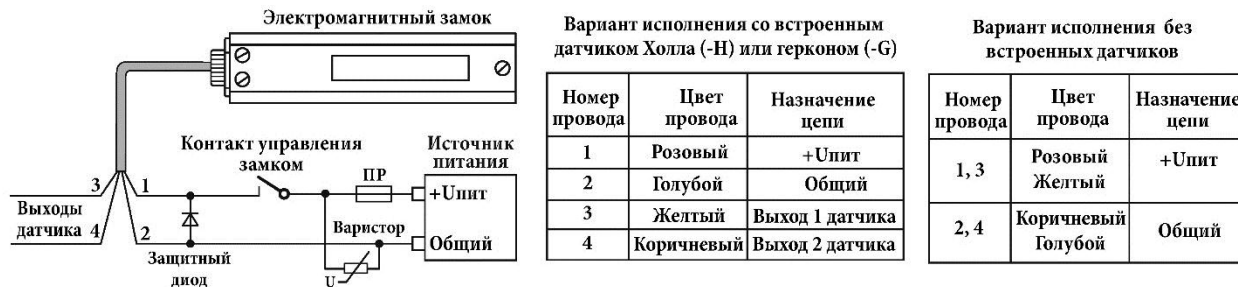 Электромагнитный замок
Контакт управления
замком
Источник
питания
ПР
+Uпит
3
1
Выходы
датчика
4
2
Варистор
Общий
Защитный
диод
U
Вариант исполнения со встроенным
датчиком Холла (-H) или герконом (-G)
Номер провода Цвет провода Назначение цепи
1 Розовый +Uпит
2 Голубой Общий
3 Желтый Выход 1 датчика
4 Коричневый Выход 2 датчика
Вариант исполнения без
встроенных датчиков
Номер провода Цвет провода Назначение цепи
1, 3 Розовый Желтый +Uпит
2, 4 Коричневый Голубой Общий